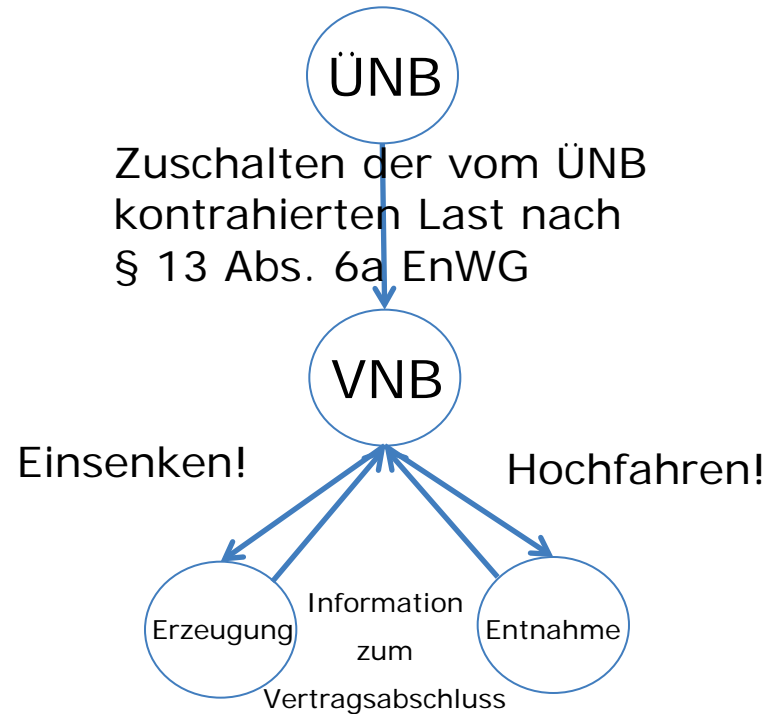 ÜNB
Zuschalten der vom ÜNB
kontrahierten Last nach
§ 13 Abs. 6a EnWG
VNB
Einsenken!
Hochfahren!
Erzeugung
Information
zum
Vertragsabschluss
Entnahme